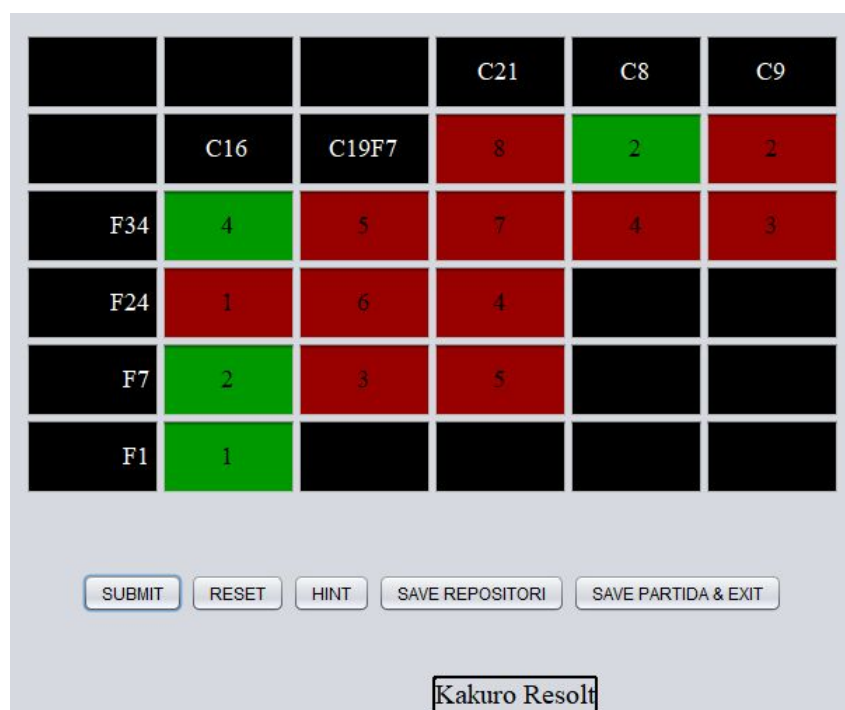 C21 C8 C9
C16 C19F7 8 2 2
F34 4 5 7 4 3
F24 1 6 4
F7 2 3 5
F1 1
SUBMIT RESET HINT SAVE REPOSITORI SAVE PARTIDA & EXIT
Kakuro Resolt